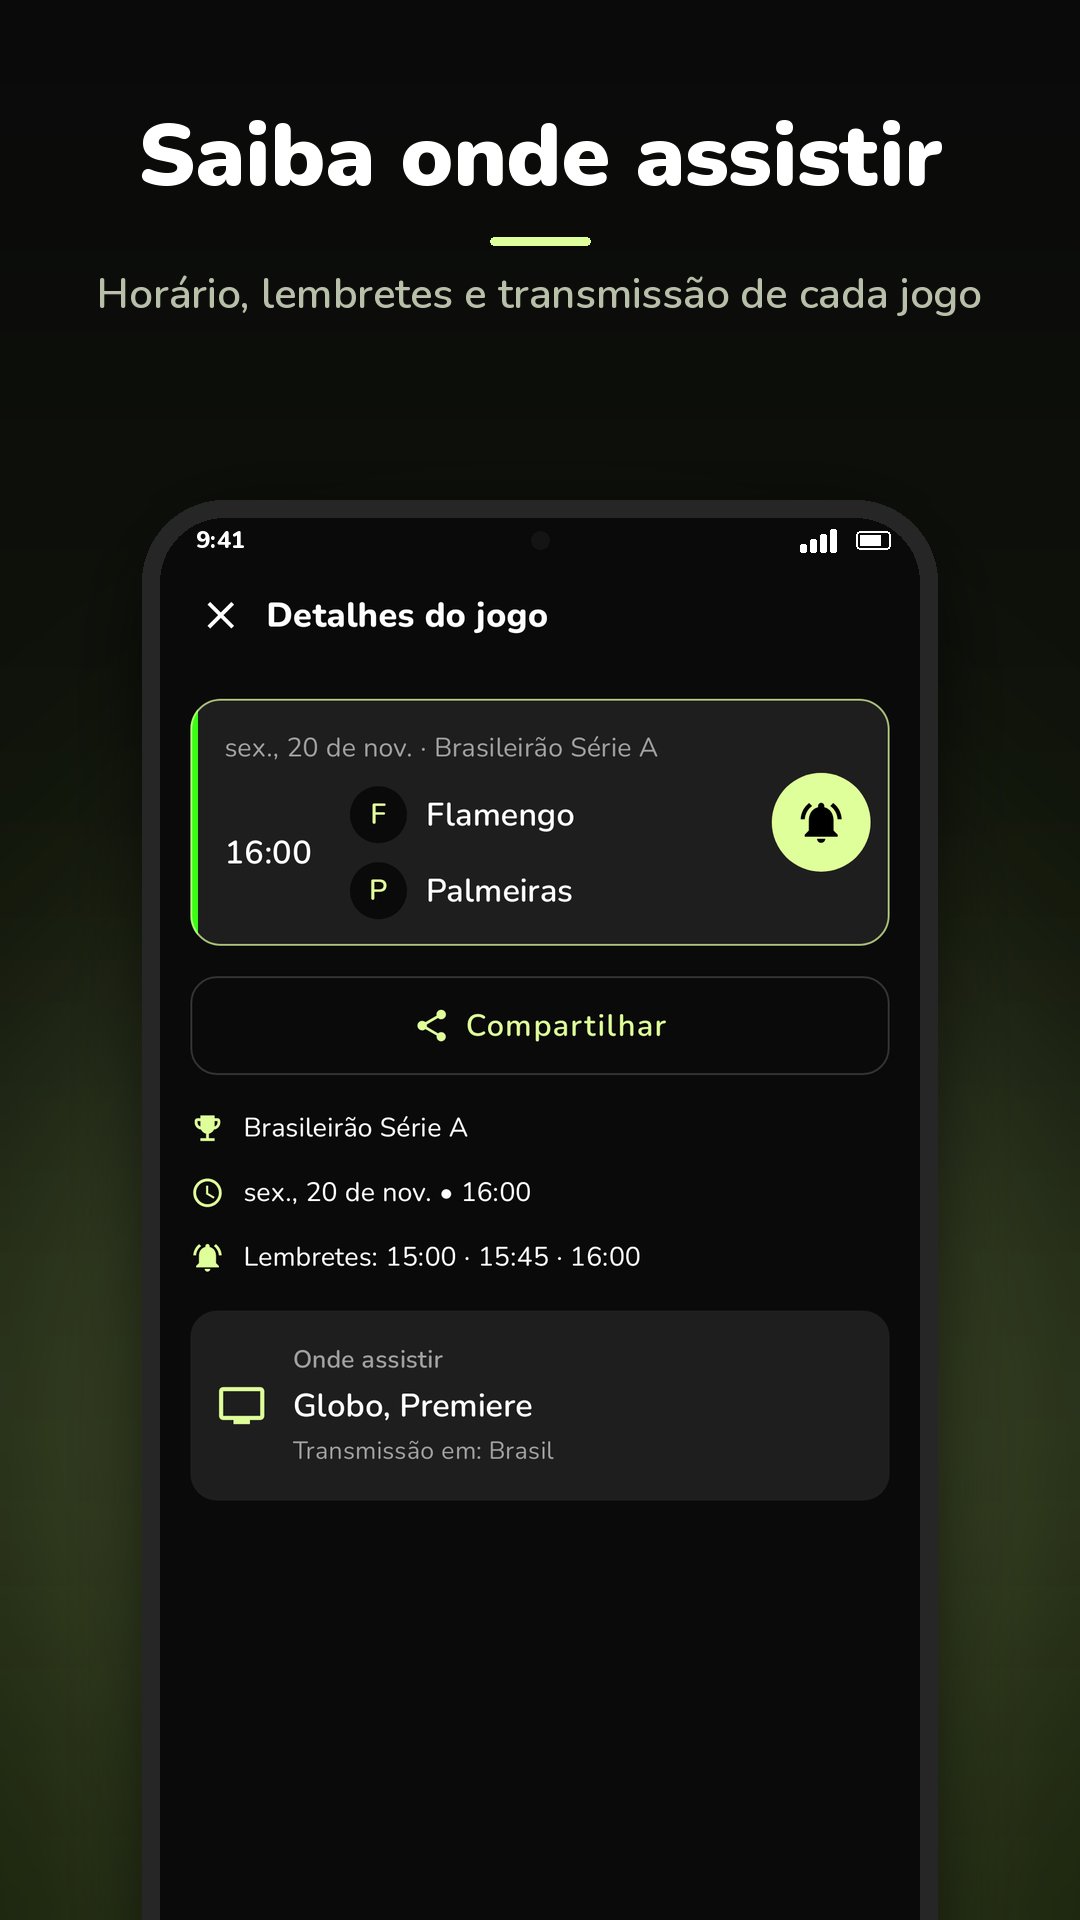 Saiba onde assistir
Horário, lembretes e transmissão de cada jogo
9:41
Detalhes do jogo
sex., 20 de nov. · Brasileirão Série A
16:00
F Flamengo
P Palmeiras
Compartilhar
Brasileirão Série A
sex., 20 de nov. • 16:00
Lembretes: 15:00 · 15:45 · 16:00
Onde assistir
Globo, Premiere
Transmissão em: Brasil